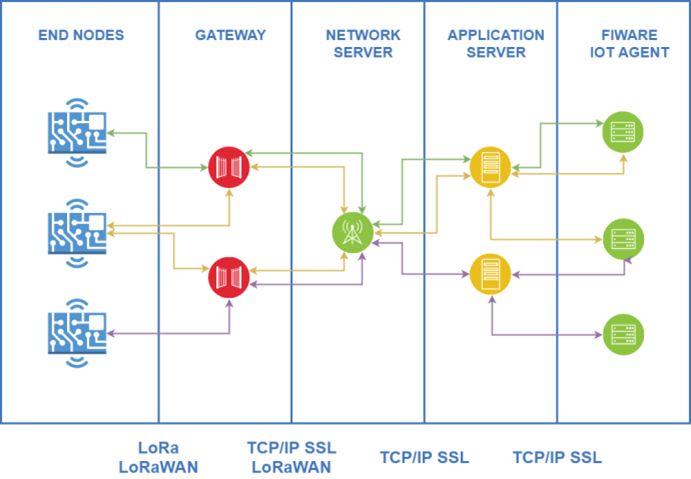 END NODES
GATEWAY
NETWORK
SERVER
APPLICATION
SERVER
FIWARE
IOT AGENT
LoRa
LoRaWAN
TCP/IP SSL
LoRaWAN
TCP/IP SSL
TCP/IP SSL